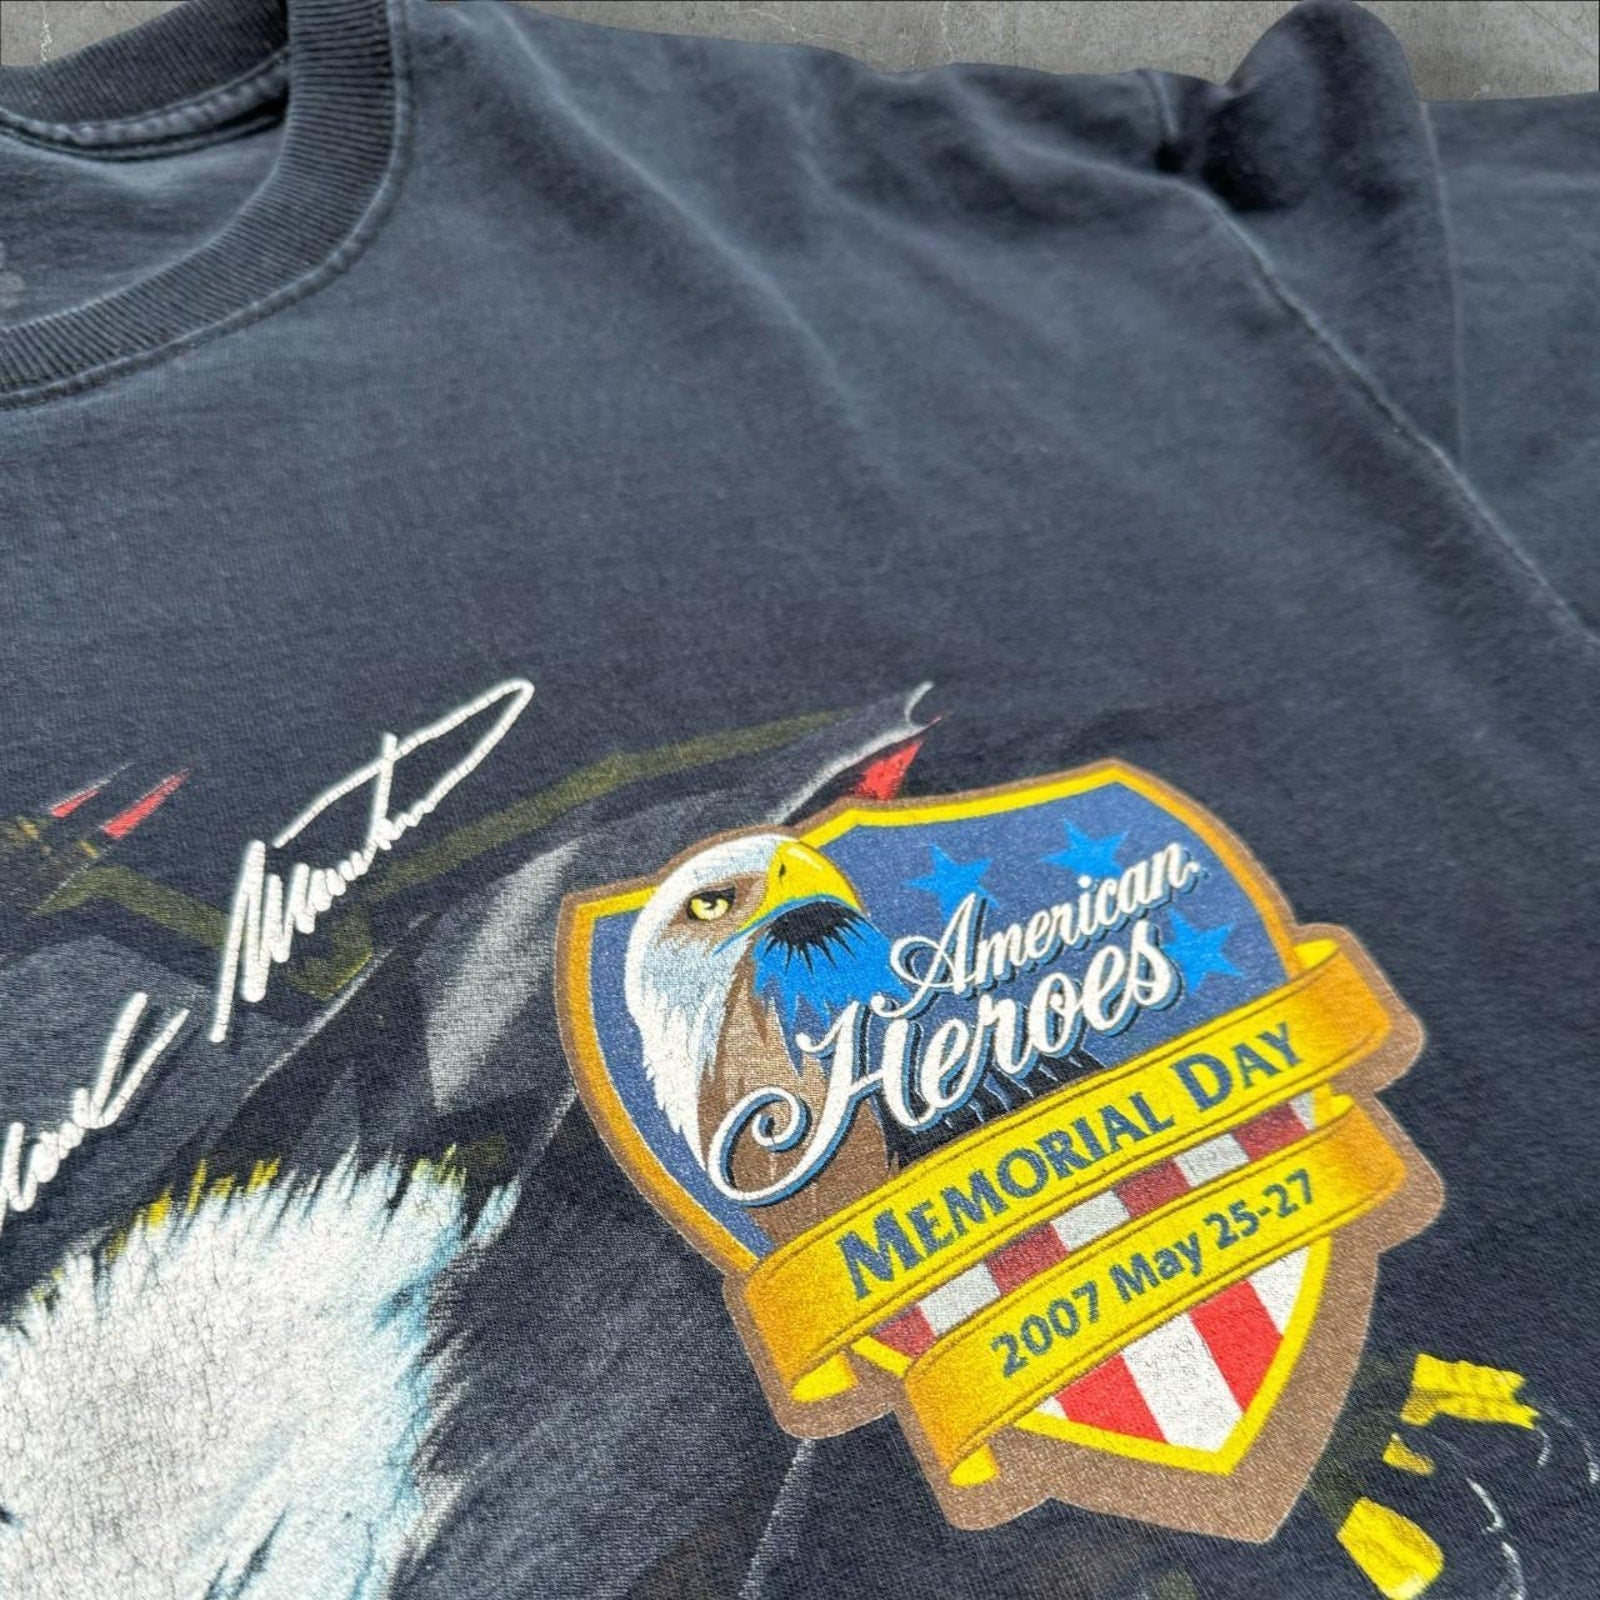 American
Heroes
MEMORIAL DAY
2007 May 25-27